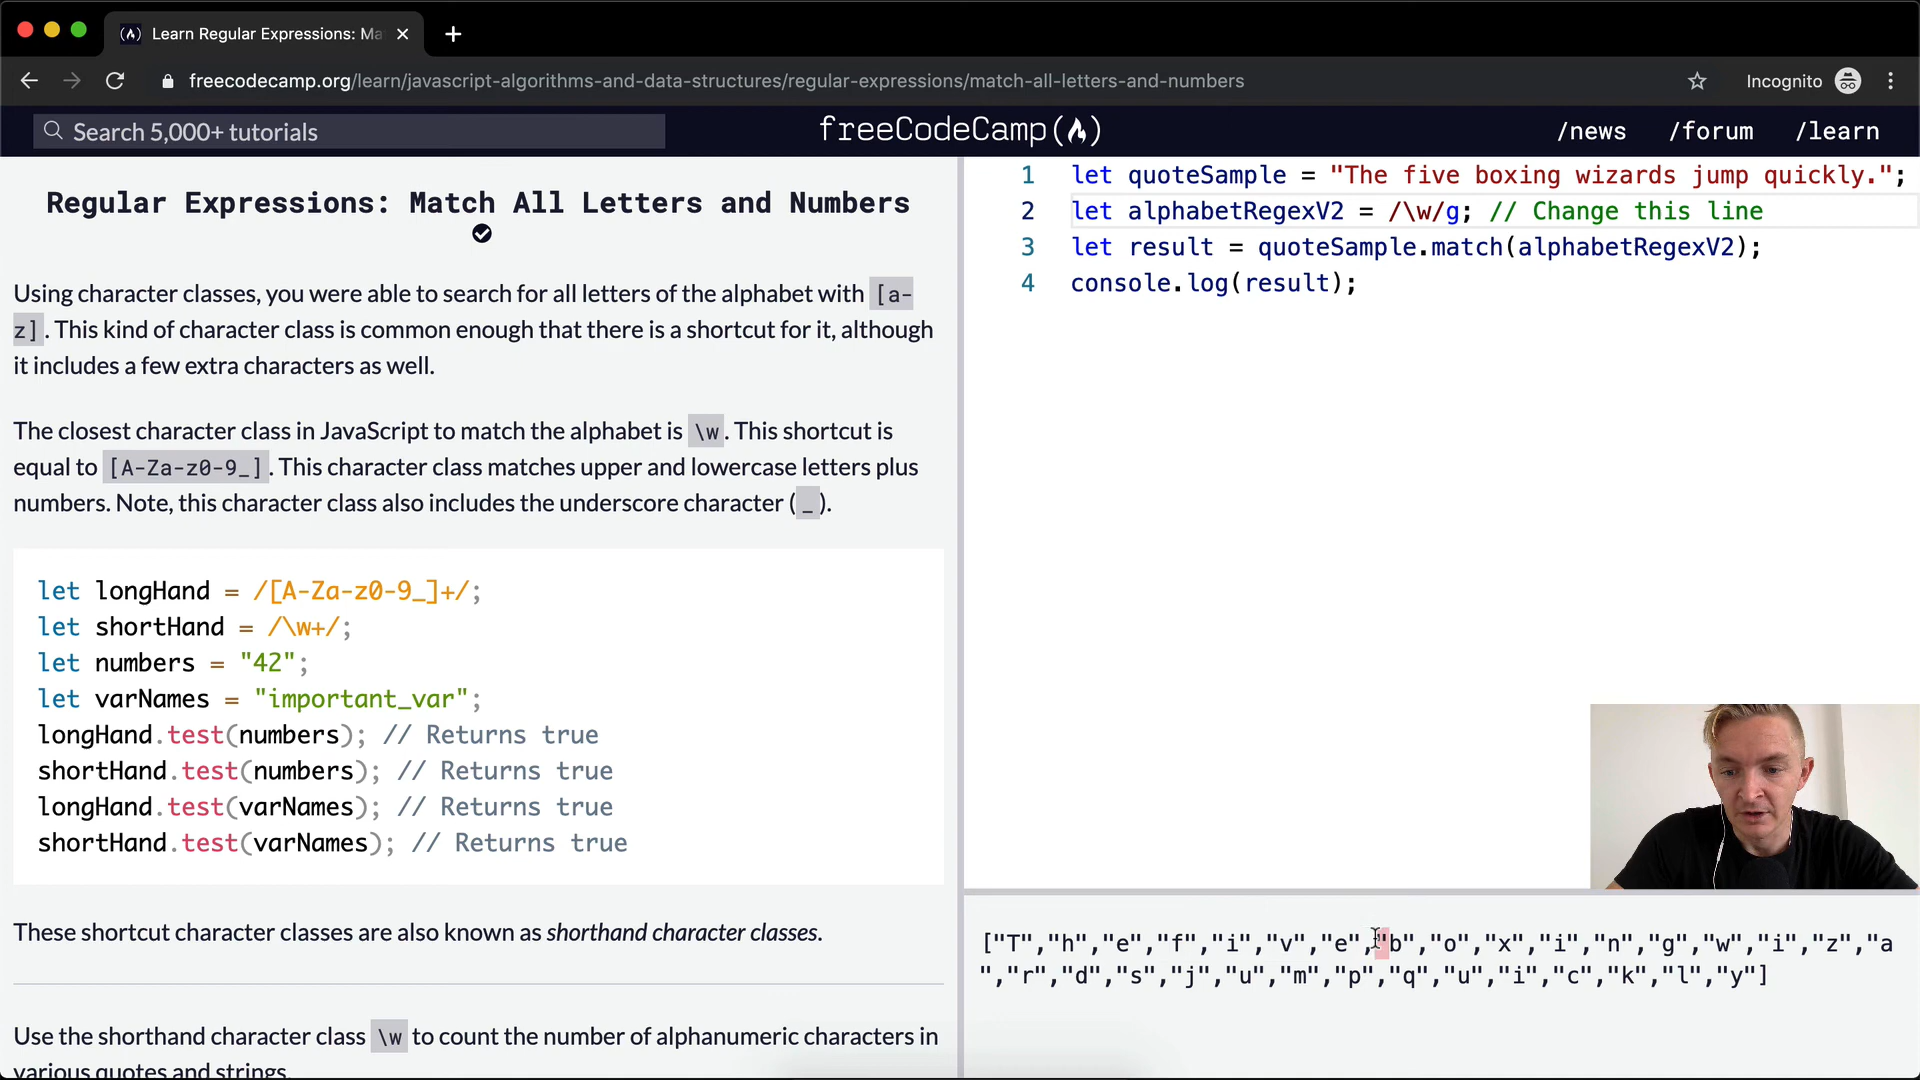 Learn Regular Expressions: Ma
freecodecamp.org/learn/javascript-algorithms-and-data-structures/regular-expressions/match-all-letters-and-numbers
Incognito
Search 5,000+ tutorials
freeCodeCamp(🔥)
/news /forum /learn
Regular Expressions: Match All Letters and Numbers
Using character classes, you were able to search for all letters of the alphabet with [a-
z]. This kind of character class is common enough that there is a shortcut for it, although
it includes a few extra characters as well.
The closest character class in JavaScript to match the alphabet is \w. This shortcut is
equal to [A-Za-z0-9_]. This character class matches upper and lowercase letters plus
numbers. Note, this character class also includes the underscore character (_).
let longHand = /[A-Za-z0-9_]+/;
let shortHand = /\w+/;
let numbers = "42";
let varNames = "important_var";
longHand.test(numbers); // Returns true
shortHand.test(numbers); // Returns true
longHand.test(varNames); // Returns true
shortHand.test(varNames); // Returns true
These shortcut character classes are also known as shorthand character classes.
Use the shorthand character class \w to count the number of alphanumeric characters in
various quotes and strings.
1 let quoteSample = "The five boxing wizards jump quickly.";
2 let alphabetRegexV2 = /\w/g; // Change this line
3 let result = quoteSample.match(alphabetRegexV2);
4 console.log(result);
["T","h","e","f","i","v","e","b","o","x","i","n","g","w","i","z","a
","r","d","s","j","u","m","p","q","u","i","c","k","l","y"]